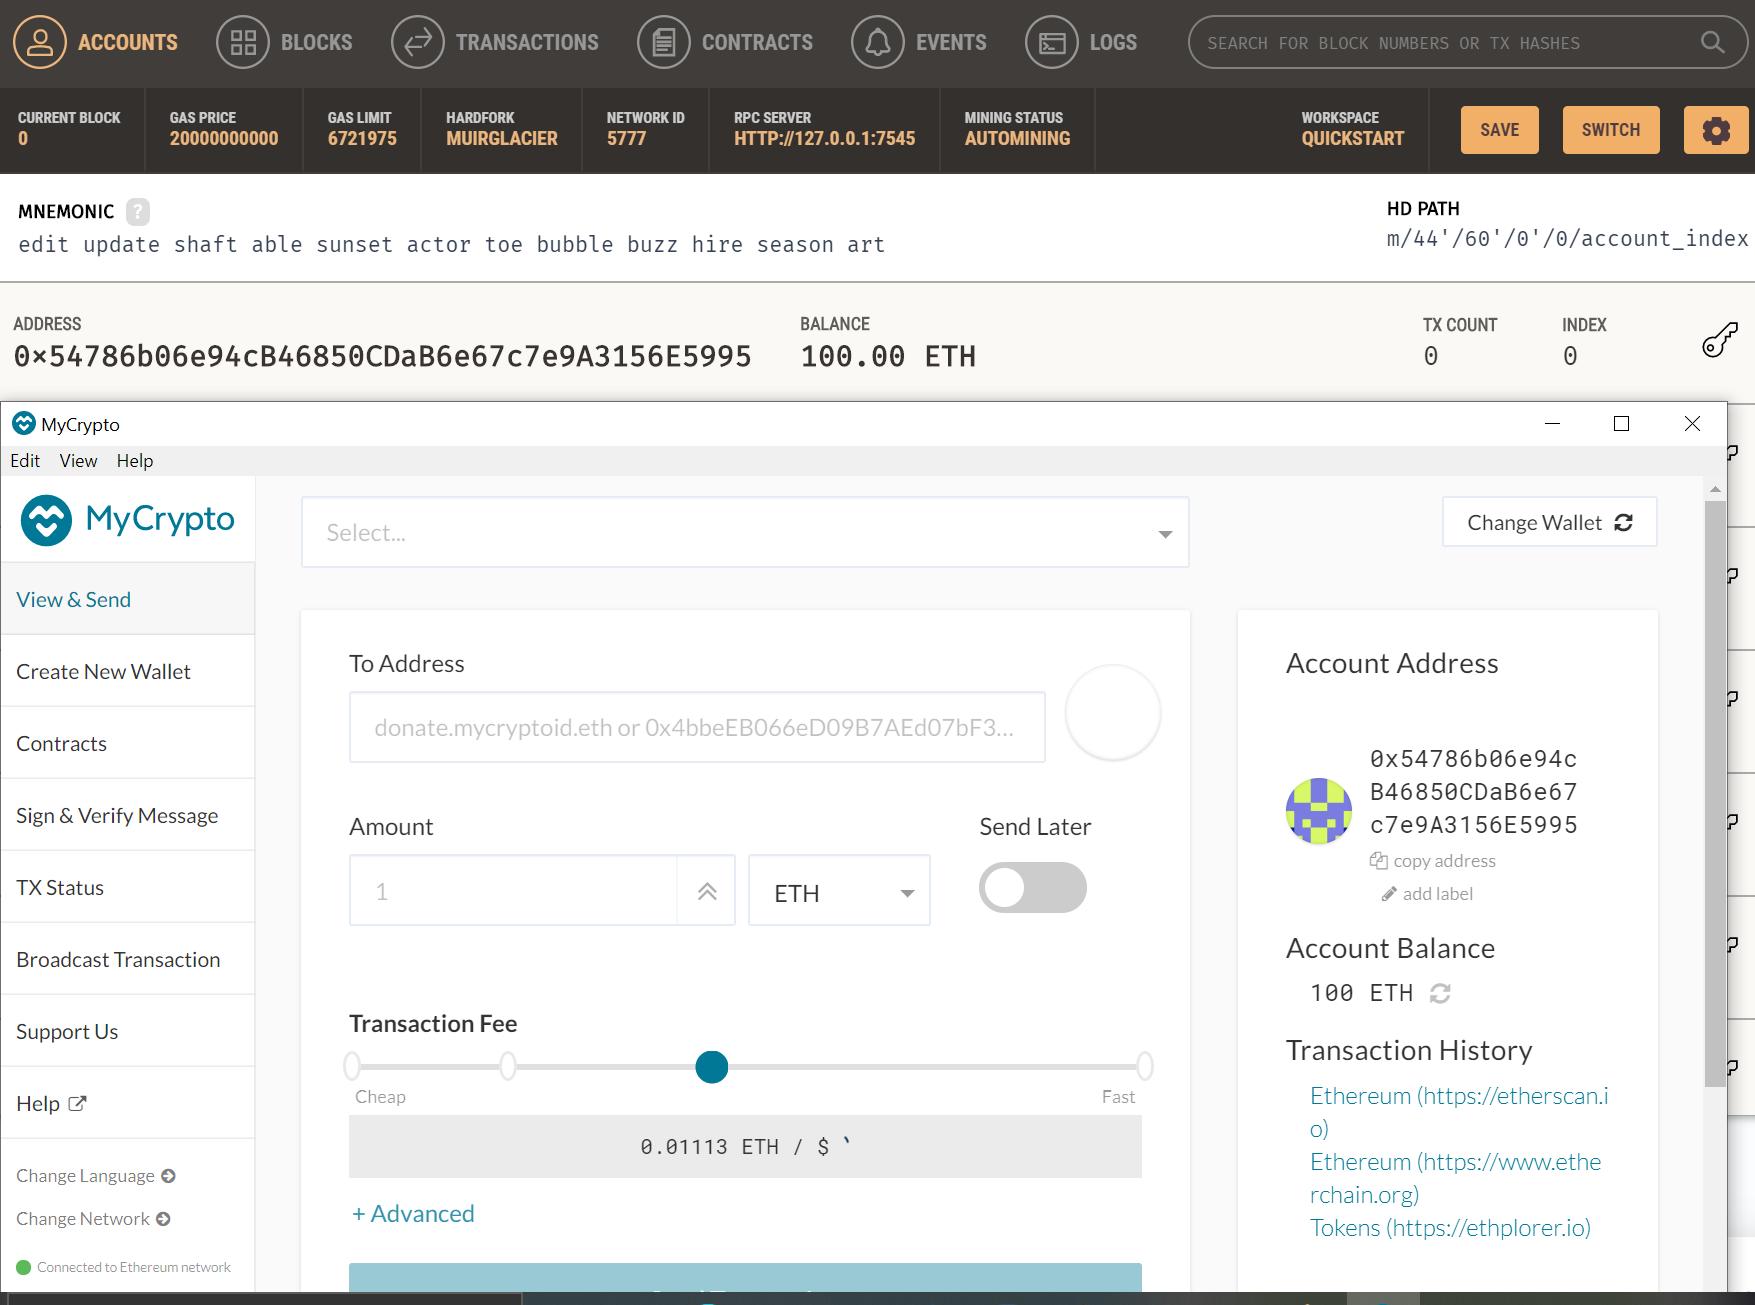 ACCOUNTS BLOCKS TRANSACTIONS CONTRACTS EVENTS LOGS SEARCH FOR BLOCK NUMBERS OR TX HASHES
CURRENT BLOCK GAS PRICE GAS LIMIT HARDFORK NETWORK ID RPC SERVER MINING STATUS WORKSPACE
0 20000000000 6721975 MUIRGLACIER 5777 HTTP://127.0.0.1:7545 AUTOMINING QUICKSTART SAVE SWITCH
MNEMONIC ? HD PATH
edit update shaft able sunset actor toe bubble buzz hire season art m/44'/60'/0'/0/account_index
ADDRESS BALANCE TX COUNT INDEX
0×54786b06e94cB46850CDaB6e67c7e9A3156E5995 100.00 ETH 0 0
MyCrypto
Edit View Help
MyCrypto
View & Send
Create New Wallet
Contracts
Sign & Verify Message
TX Status
Broadcast Transaction
Support Us
Help
Change Language
Change Network
Connected to Ethereum network
Select...
Change Wallet
To Address
donate.mycryptoid.eth or 0x4bbeEB066eD09B7AEd07bF3...
Amount Send Later
1 ETH
Transaction Fee
Cheap Fast
0.01113 ETH / $ `
+ Advanced
Account Address
0x54786b06e94c
B46850CDaB6e67
c7e9A3156E5995
copy address
add label
Account Balance
100 ETH
Transaction History
Ethereum (https://etherscan.i
o)
Ethereum (https://www.ethe
rchain.org)
Tokens (https://ethplorer.io)